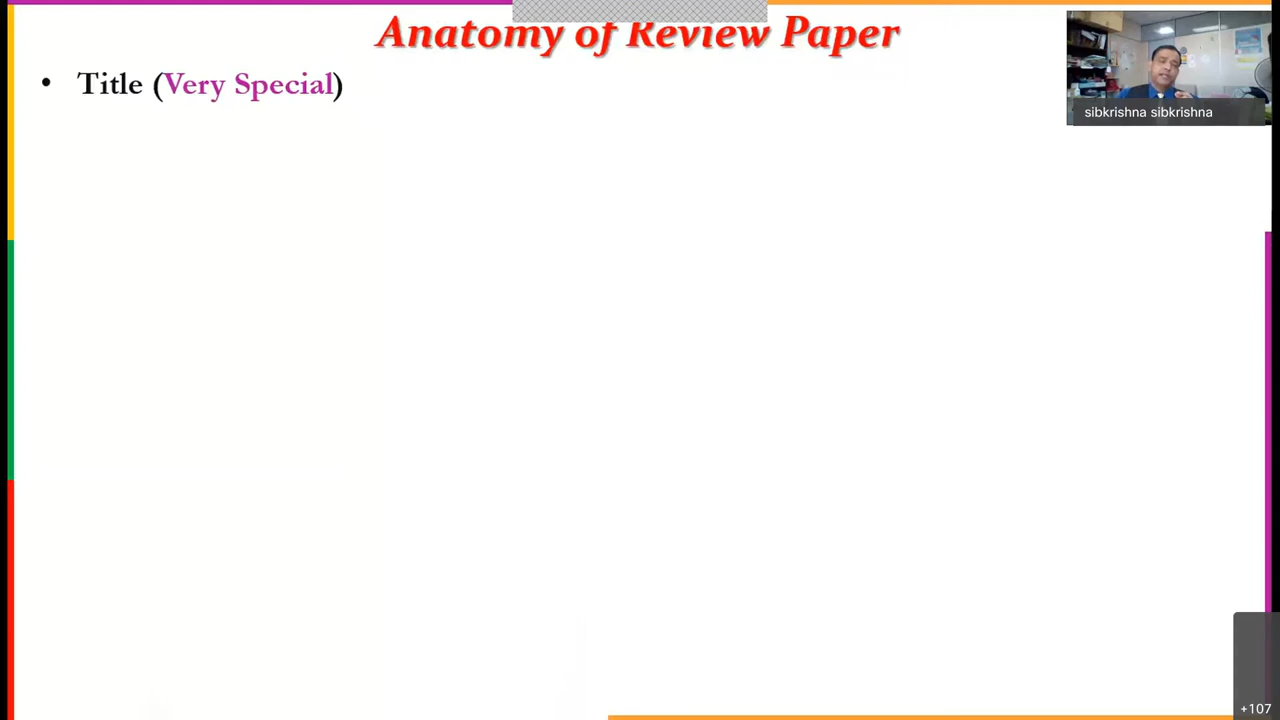 Anatomy of Review Paper
• Title (Very Special)
sibkrishna sibkrishna
+107